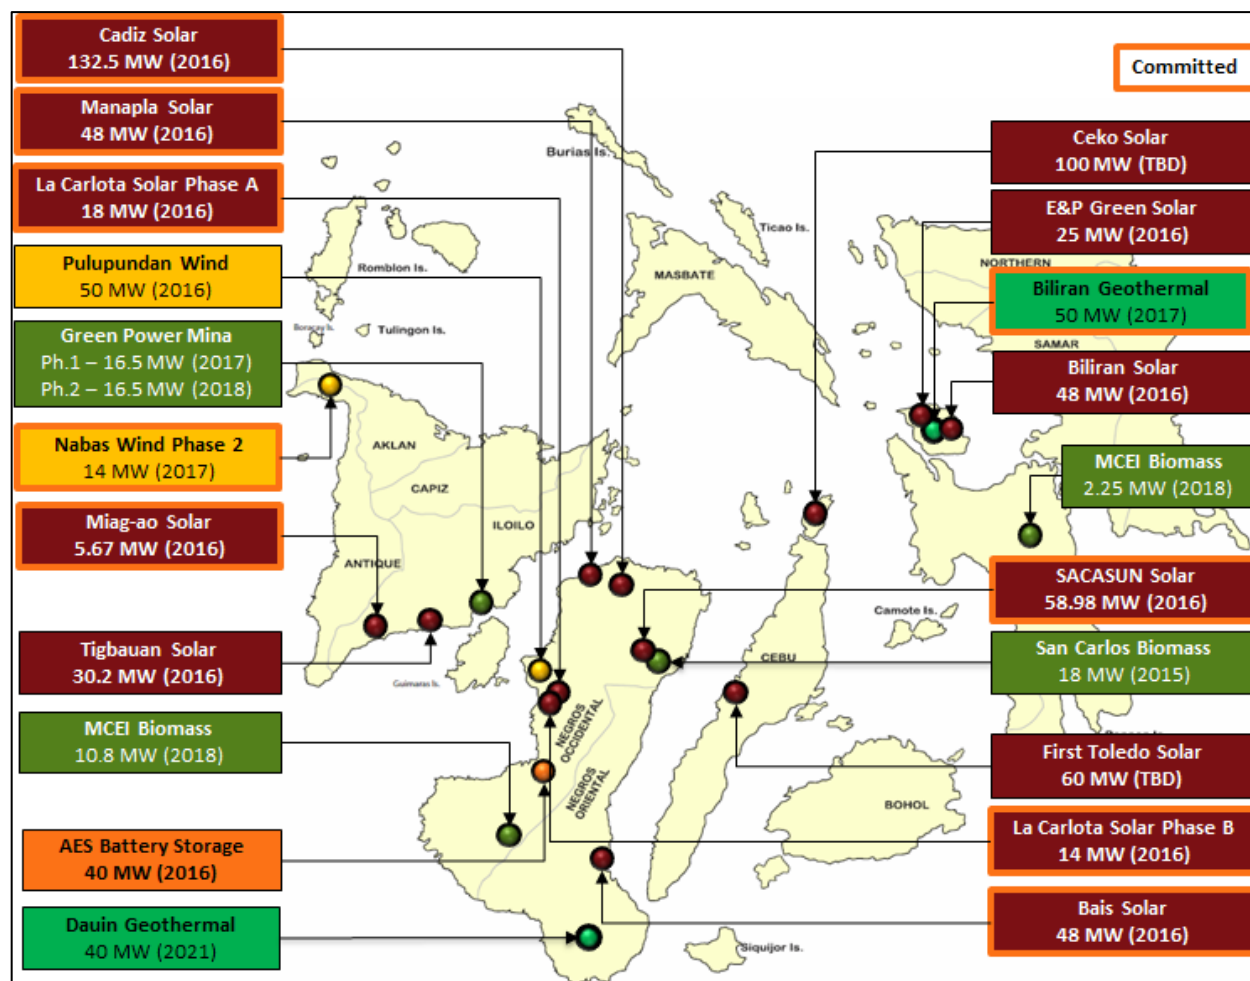 Cadiz Solar
132.5 MW (2016)
Manapla Solar
48 MW (2016)
La Carlota Solar Phase A
18 MW (2016)
Pulupundan Wind
50 MW (2016)
Green Power Mina
Ph.1 – 16.5 MW (2017)
Ph.2 – 16.5 MW (2018)
Nabas Wind Phase 2
14 MW (2017)
Miag-ao Solar
5.67 MW (2016)
Tigbauan Solar
30.2 MW (2016)
MCEI Biomass
10.8 MW (2018)
AES Battery Storage
40 MW (2016)
Dauin Geothermal
40 MW (2021)
Burias Is.
Ticao Is.
Romblon Is.
MASBATE
Boracay Is.
Tulingon Is.
AKLAN
CAPIZ
ILOILO
ANTIQUE
Guimaras Is.
NEGROS
OCCIDENTAL
NEGROS
ORIENTAL
CEBU
Camote Is.
BOHOL
Siquijor Is.
NORTHERN
SAMAR
Committed
Ceko Solar
100 MW (TBD)
E&P Green Solar
25 MW (2016)
Biliran Geothermal
50 MW (2017)
Biliran Solar
48 MW (2016)
MCEI Biomass
2.25 MW (2018)
SACASUN Solar
58.98 MW (2016)
San Carlos Biomass
18 MW (2015)
First Toledo Solar
60 MW (TBD)
La Carlota Solar Phase B
14 MW (2016)
Bais Solar
48 MW (2016)